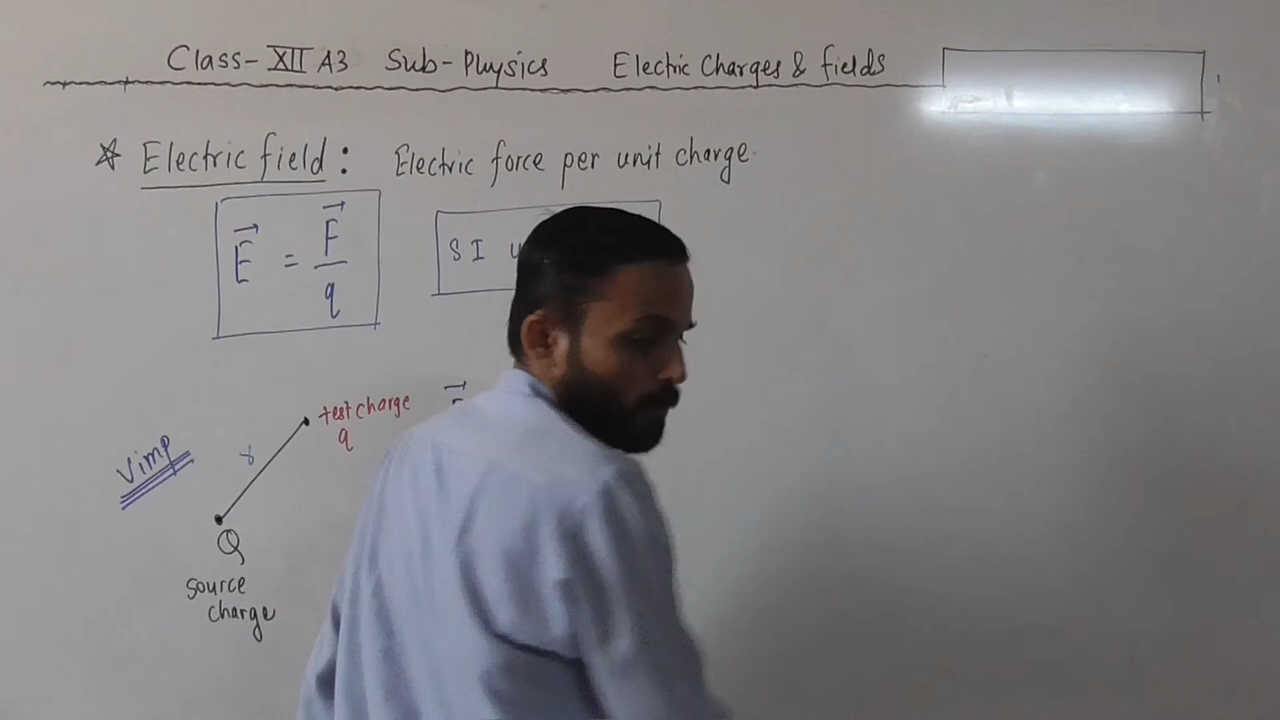 Class-XII A3 Sub-Physics Electric Charges & fields
☆ Electric field : Electric force per unit charge.
E = F
q
SI
test charge
q
Vimp
r
Q
source
charge